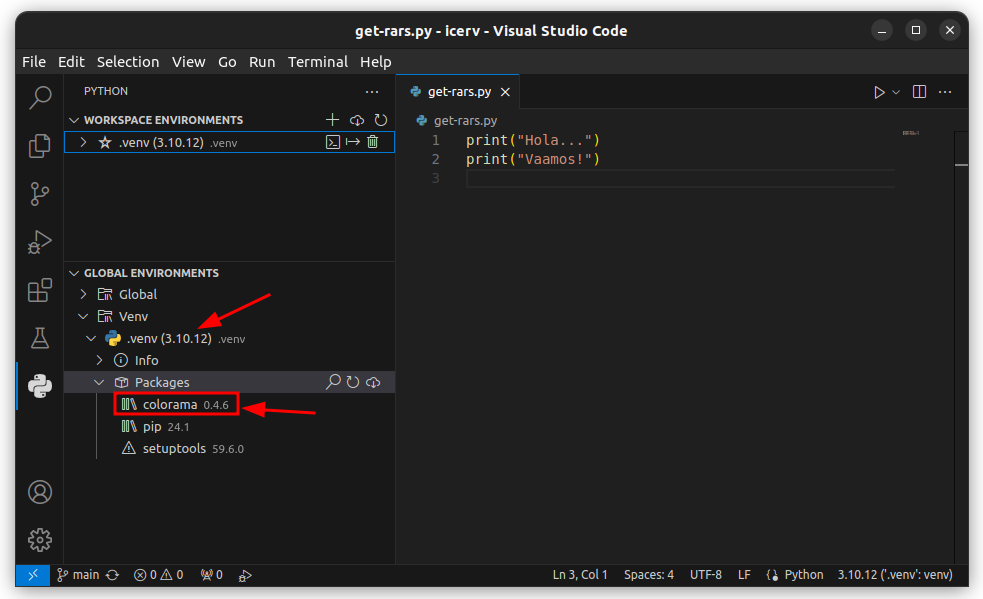 get-rars.py - icerv - Visual Studio Code
File Edit Selection View Go Run Terminal Help
PYTHON
WORKSPACE ENVIRONMENTS
.venv (3.10.12) .venv
GLOBAL ENVIRONMENTS
Global
Venv
.venv (3.10.12) .venv
Info
Packages
colorama 0.4.6
pip 24.1
setuptools 59.6.0
get-rars.py
get-rars.py
1 print("Hola...")
2 print("Vaamos!")
3
main 0 0 0 Ln 3, Col 1 Spaces: 4 UTF-8 LF Python 3.10.12 ('.venv': venv)